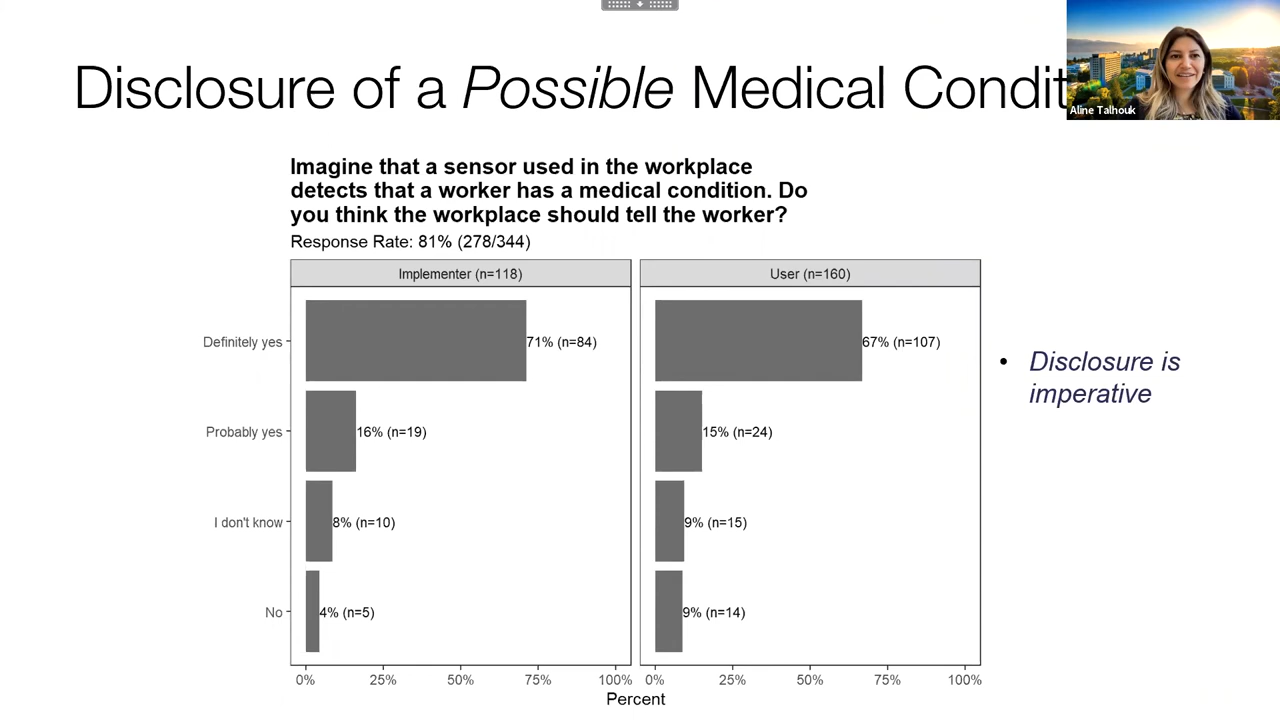 Disclosure of a Possible Medical Condit
Aline Talhouk
Imagine that a sensor used in the workplace
detects that a worker has a medical condition. Do
you think the workplace should tell the worker?
Response Rate: 81% (278/344)
Implementer (n=118)
User (n=160)
Definitely yes
71% (n=84)
67% (n=107)
Probably yes
16% (n=19)
15% (n=24)
I don't know
8% (n=10)
9% (n=15)
No
4% (n=5)
9% (n=14)
0% 25% 50% 75% 100%
0% 25% 50% 75% 100%
Percent
• Disclosure is
imperative